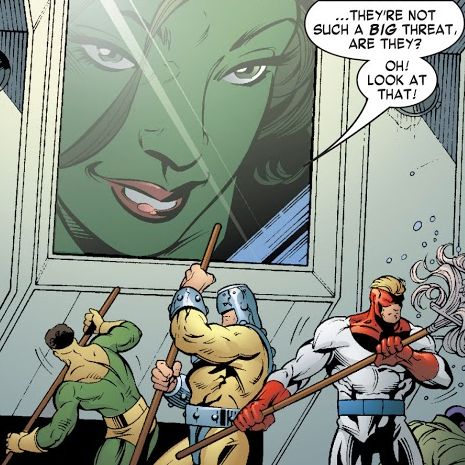 ...THEY'RE NOT
SUCH A BIG THREAT,
ARE THEY?
OH!
LOOK AT
THAT!